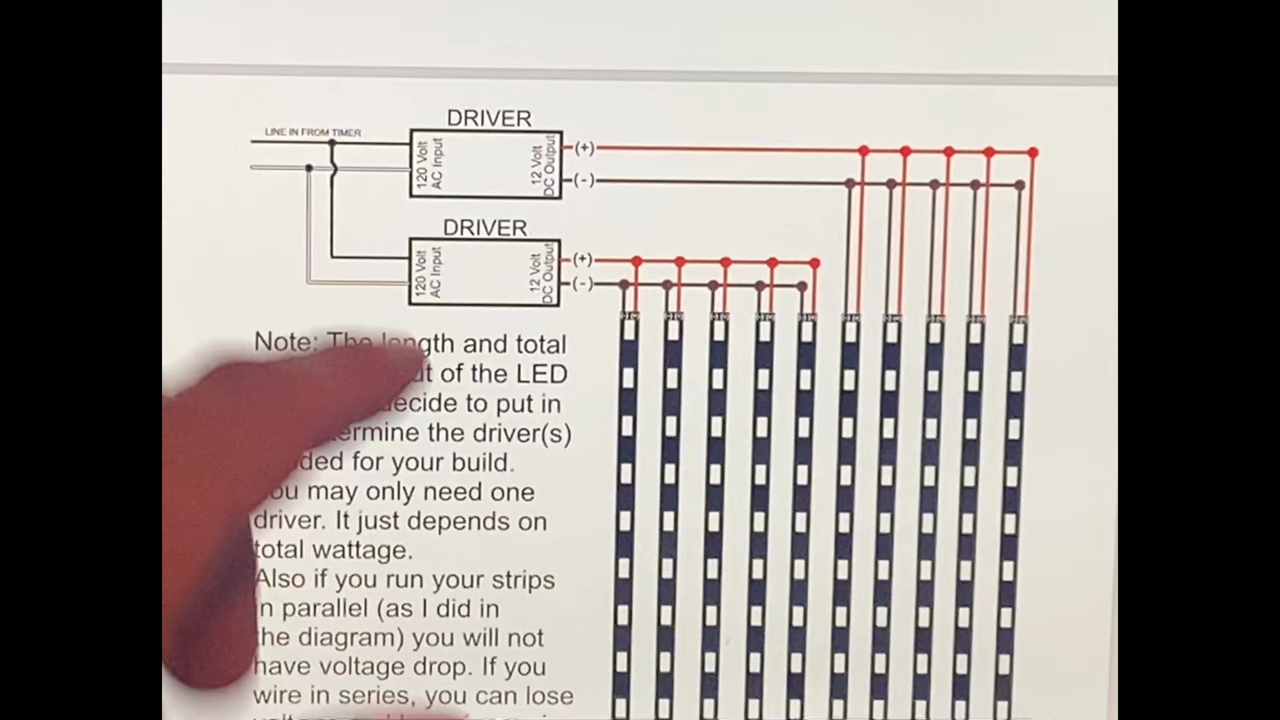 DRIVER
LINE IN FROM TIMER
120 Volt
AC Input
12 Volt
DC Output
(+)
(-)
DRIVER
120 Volt
AC Input
12 Volt
DC Output
(+)
(-)
Note: The length and total
of the LED
decide to put in
the driver(s)
for your build.
You may only need one
driver. It just depends on
total wattage.
Also if you run your strips
in parallel (as I did in
the diagram) you will not
have voltage drop. If you
wire in series, you can lose